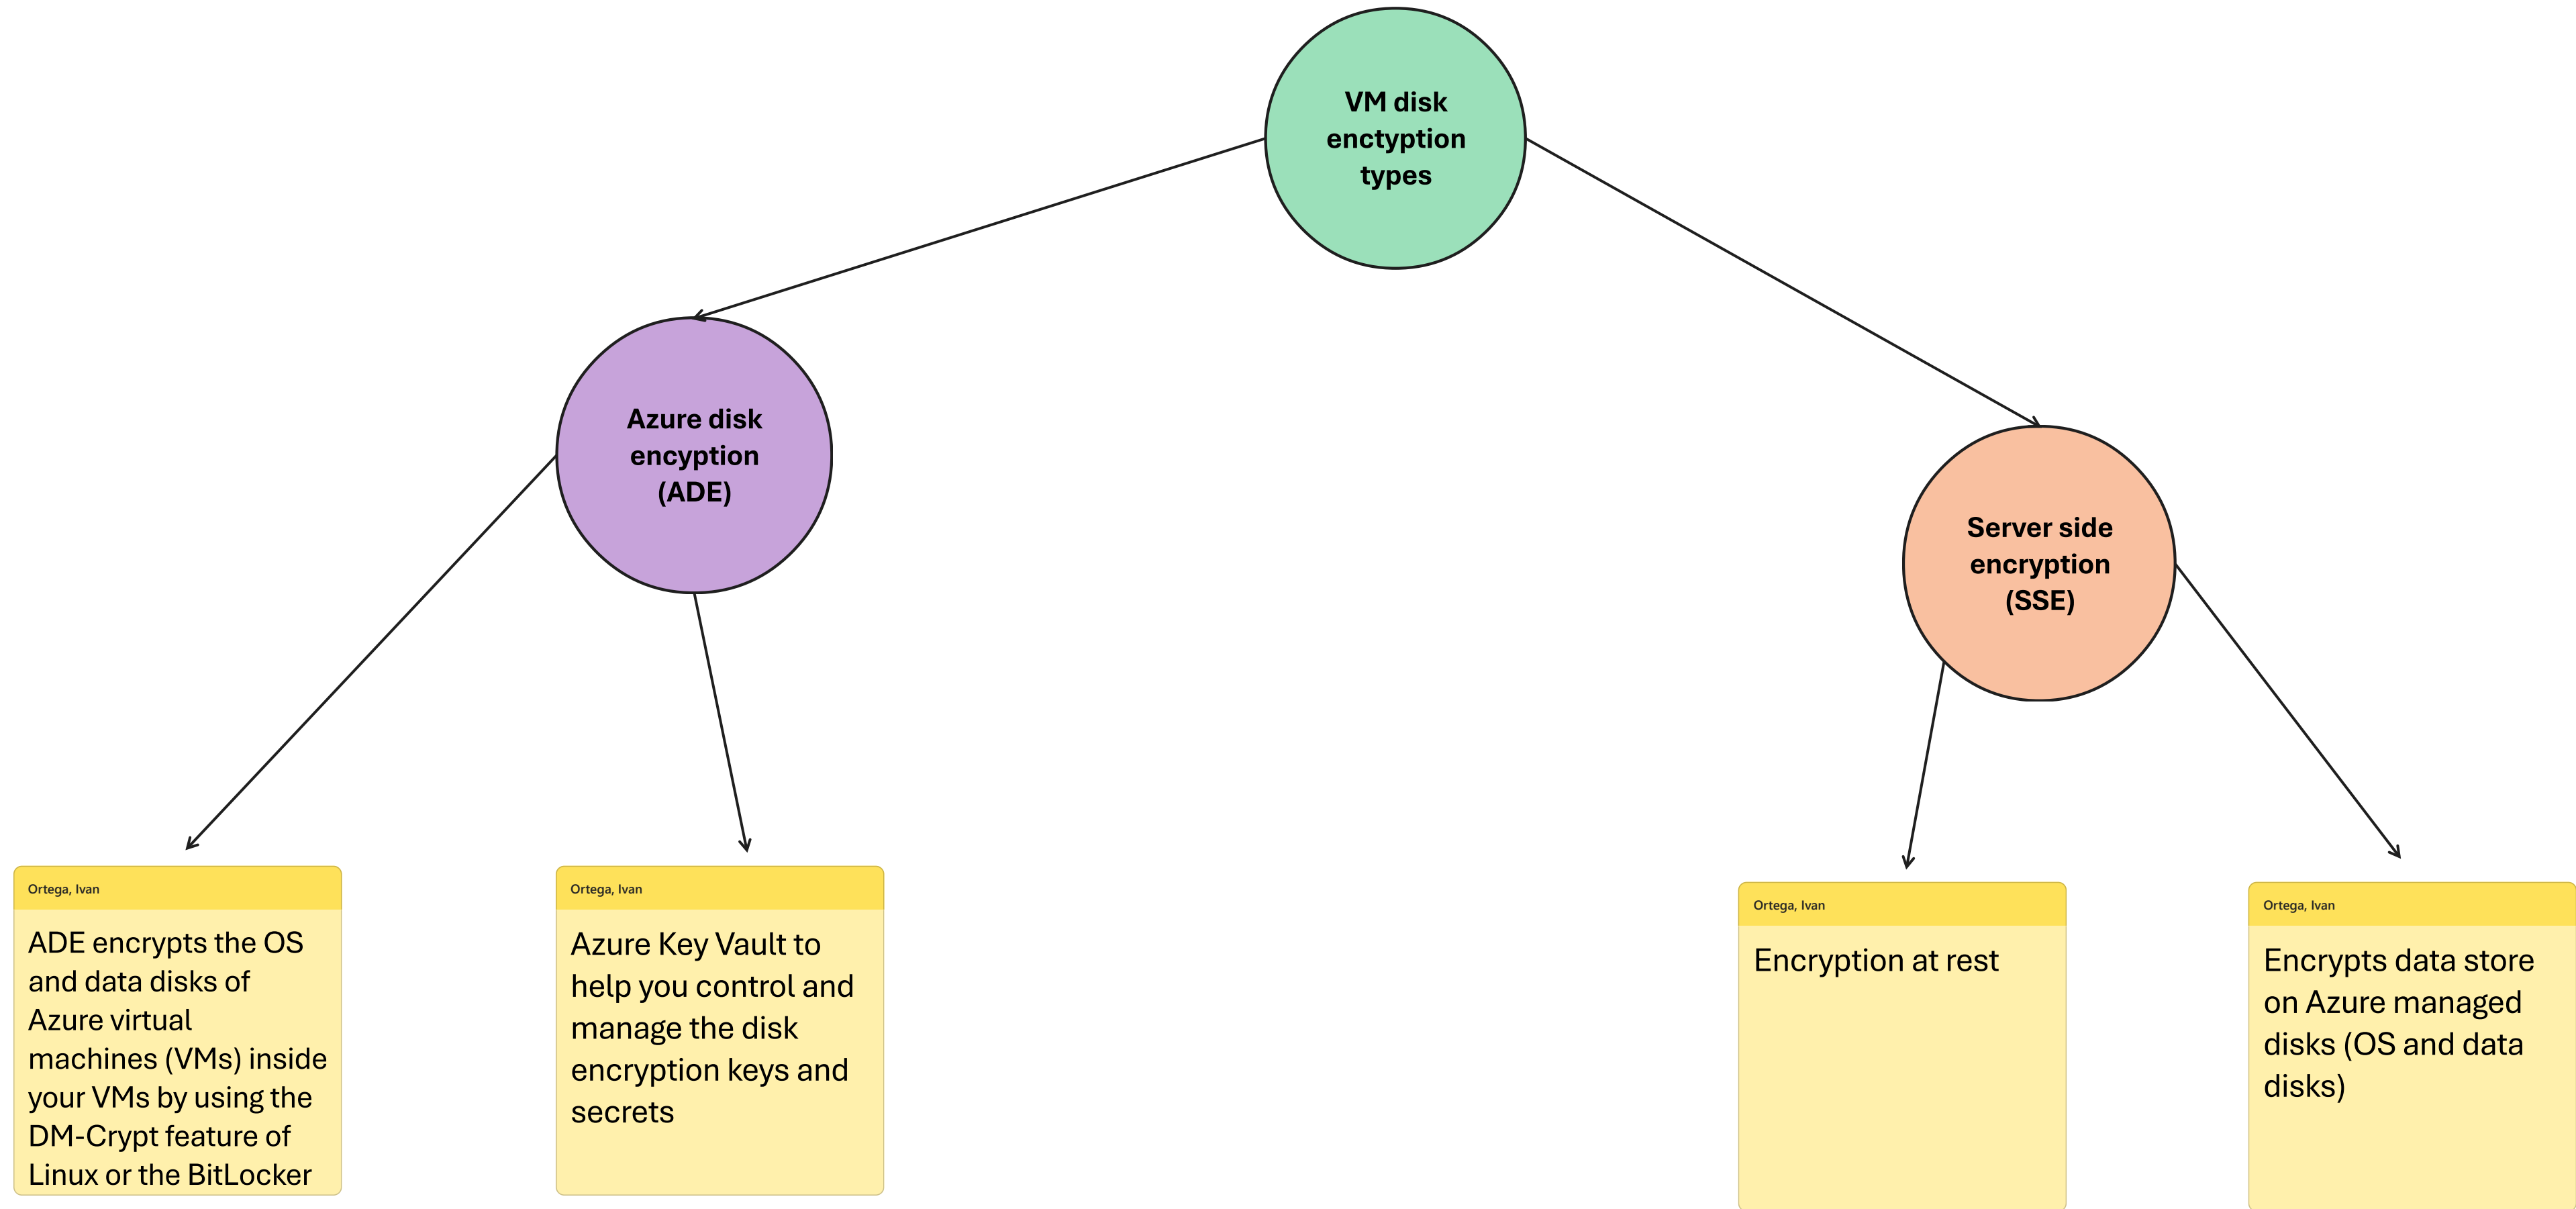 VM disk
enctyption
types
Azure disk
encyption
(ADE)
Server side
encryption
(SSE)
Ortega, Ivan
ADE encrypts the OS
and data disks of
Azure virtual
machines (VMs) inside
your VMs by using the
DM-Crypt feature of
Linux or the BitLocker
Ortega, Ivan
Azure Key Vault to
help you control and
manage the disk
encryption keys and
secrets
Ortega, Ivan
Encryption at rest
Ortega, Ivan
Encrypts data store
on Azure managed
disks (OS and data
disks)